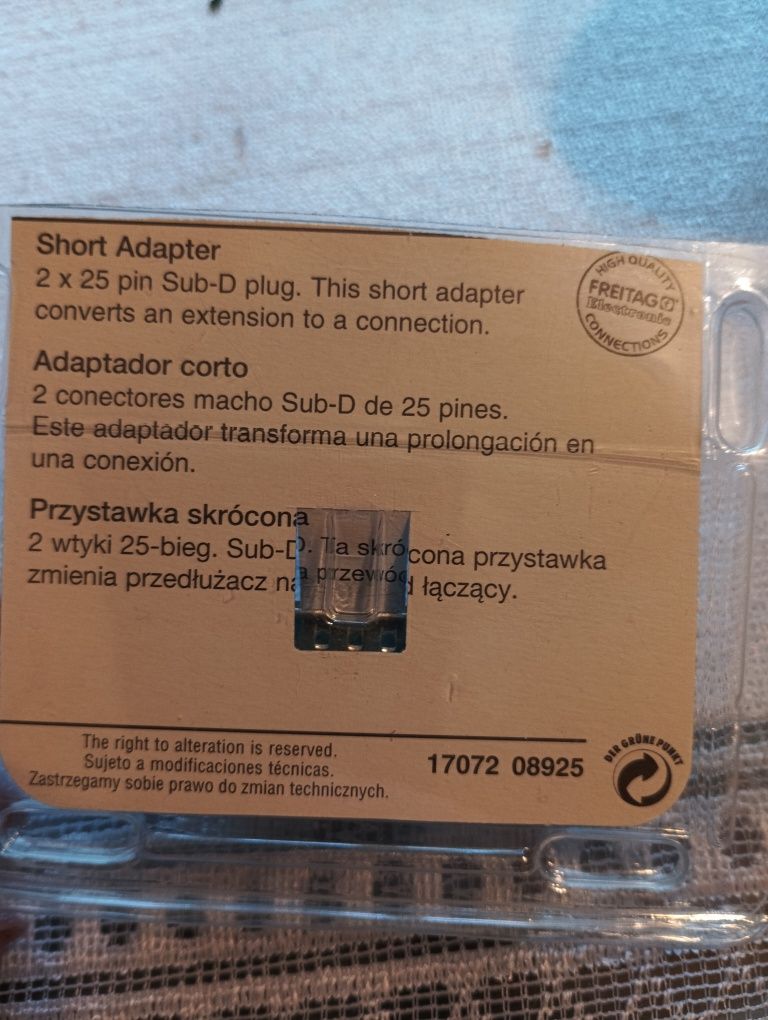 Short Adapter
2 x 25 pin Sub-D plug. This short adapter
converts an extension to a connection.
HIGH QUALITY
FREITAG
Electronic
CONNECTIONS
Adaptador corto
2 conectores macho Sub-D de 25 pines.
Este adaptador transforma una prolongación en
una conexión.
Przystawka skrócona
2 wtyki 25-bieg. Sub-D. Ta skrócona przystawka
zmienia przedłużacz na przewód łączący.
The right to alteration is reserved.
Sujeto a modificaciones técnicas.
Zastrzegamy sobie prawo do zmian technicznych.
17072 08925
DER GRÜNE PUNKT